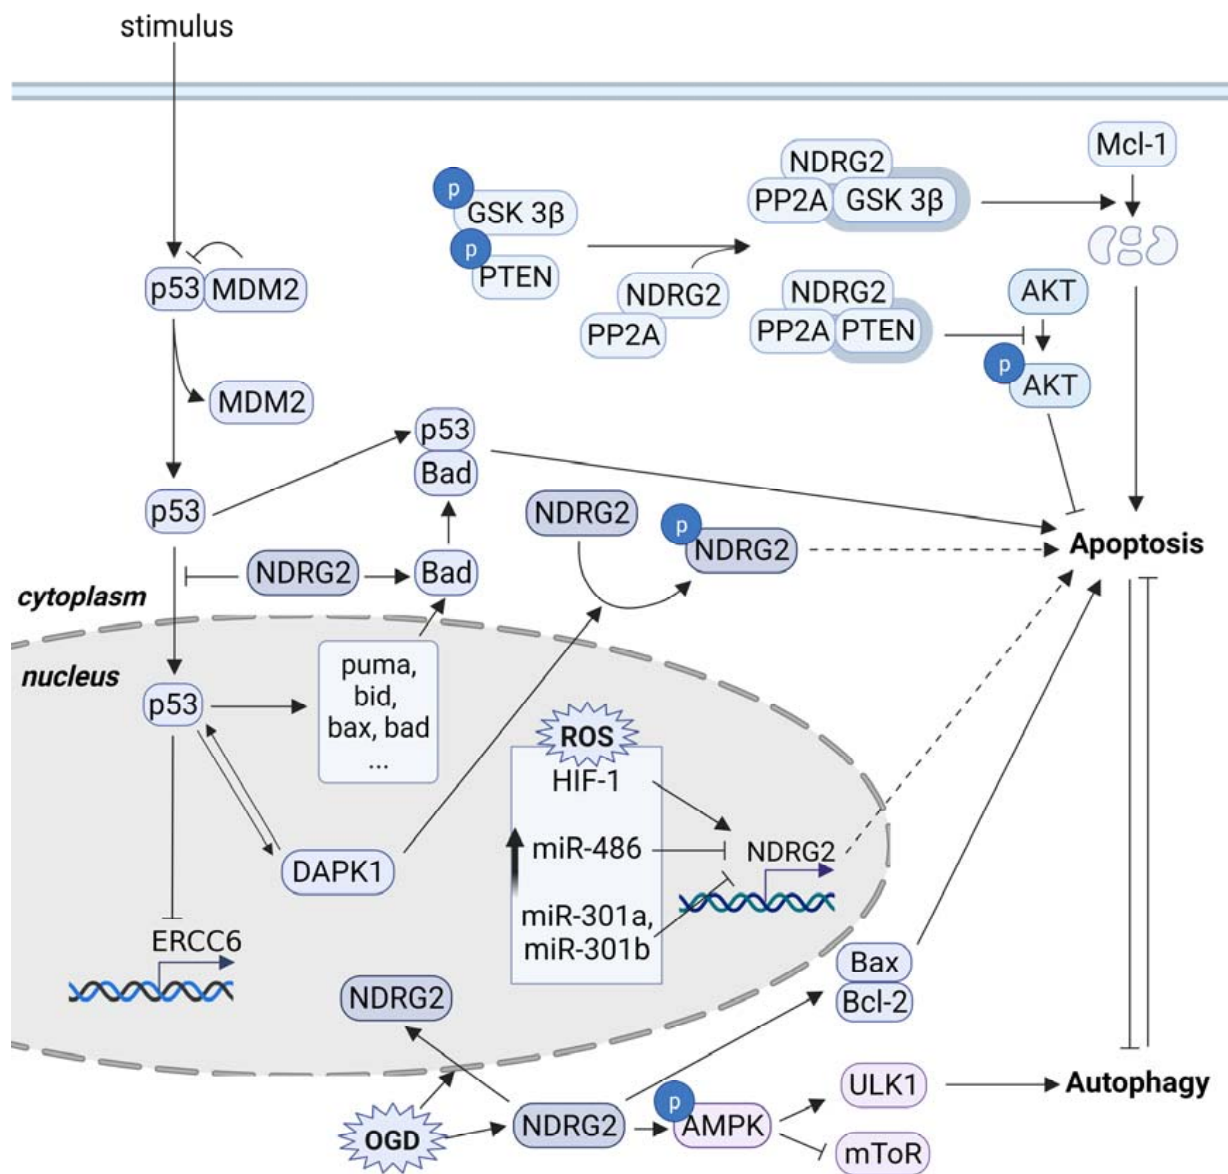 stimulus
Mcl-1
NDRG2
PP2A
GSK 3β
p
GSK 3β
p
PTEN
NDRG2
PP2A
NDRG2
PP2A
PTEN
AKT
p
AKT
p53
MDM2
MDM2
p53
Bad
p53
NDRG2
p
NDRG2
Apoptosis
NDRG2
Bad
cytoplasm
nucleus
p53
puma,
bid,
bax, bad
...
ROS
HIF-1
miR-486
NDRG2
miR-301a,
miR-301b
DAPK1
ERCC6
NDRG2
Bax
Bcl-2
OGD
NDRG2
p
AMPK
ULK1
mToR
Autophagy